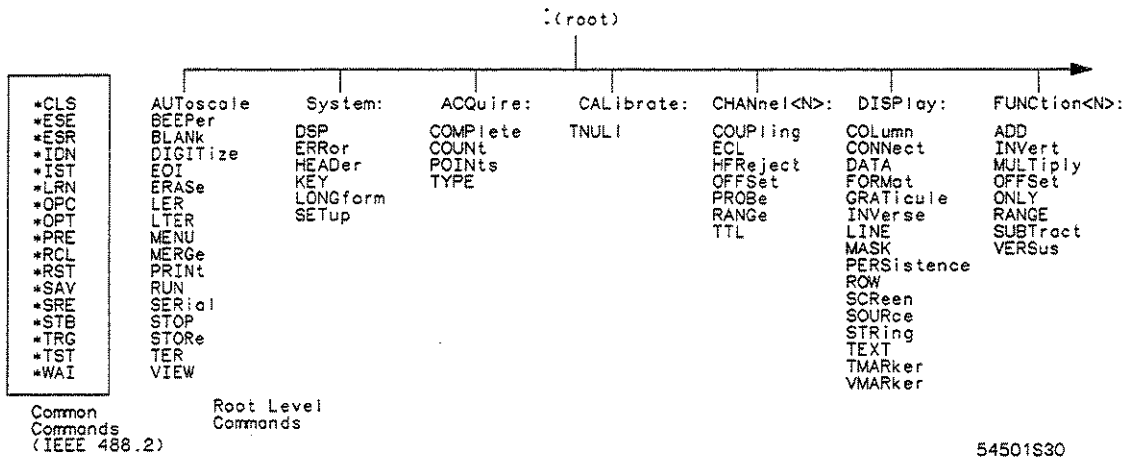 :(root)
*CLS
*ESE
*ESR
*IDN
*IST
*LRN
*OPC
*OPT
*PRE
*RCL
*RST
*SAV
*SRE
*STB
*TRG
*TST
*WAI
Common
Commands
(IEEE 488.2)
AUToscale
BEEPer
BLANk
DIGITize
EOI
ERASe
LER
LTER
MENU
MERGe
PRINt
RUN
SERial
STOP
STORe
TER
VIEW
Root Level
Commands
System:
DSP
ERRor
HEADer
KEY
LONGform
SETup
ACQuire:
COMPlete
COUNt
POINts
TYPE
CALibrate:
TNULl
CHANnel<N>:
COUPling
ECL
HFReject
OFFSet
PROBe
RANGe
TTL
DISPlay:
COLumn
CONNect
DATA
FORMat
GRATicule
INVerse
LINE
MASK
PERSistence
ROW
SCReen
SOURce
STRing
TEXT
TMARker
VMARker
FUNCtion<N>:
ADD
INVert
MULTiply
OFFSet
ONLY
RANGE
SUBTract
VERSus
54501S30